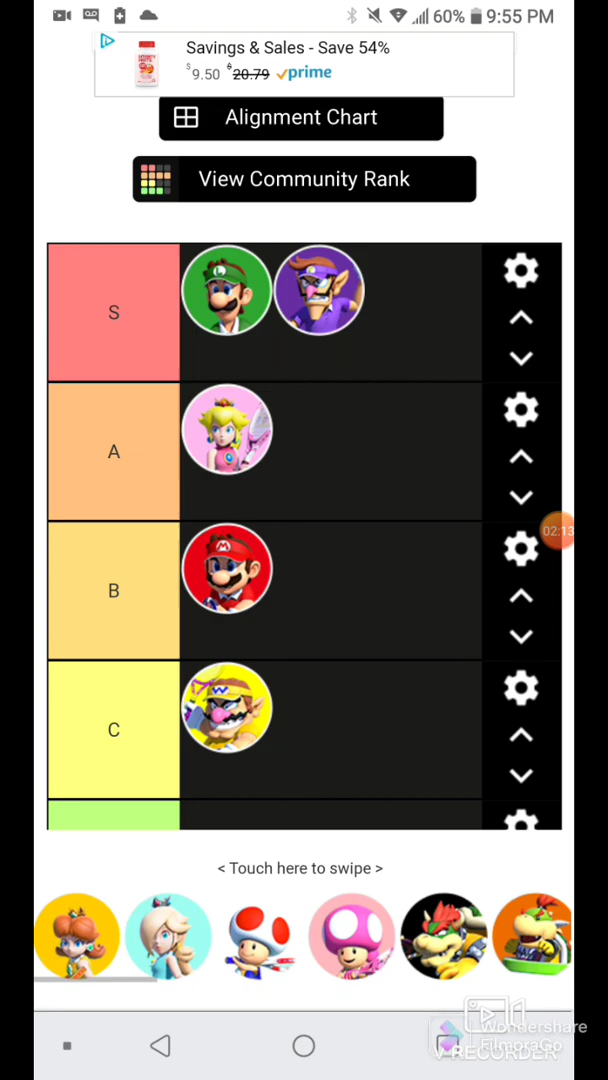 60% 9:55 PM
Savings & Sales - Save 54%
$9.50 $20.79 prime
Alignment Chart
View Community Rank
S
L
A
B
M
C
W
02:13
< Touch here to swipe >
Wondershare
FilmoraGo
V RECORDER